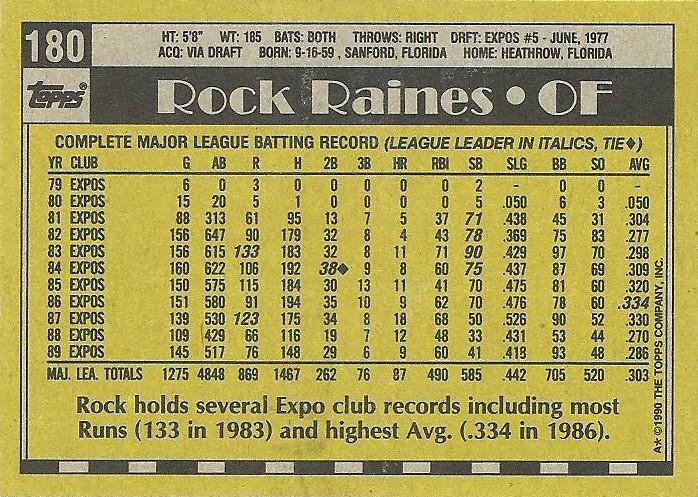 180
HT: 5'8" WT: 185 BATS: BOTH THROWS: RIGHT DRFT: EXPOS #5 - JUNE, 1977
ACQ: VIA DRAFT BORN: 9-16-59, SANFORD, FLORIDA HOME: HEATHROW, FLORIDA
Topps®
Rock Raines • OF
COMPLETE MAJOR LEAGUE BATTING RECORD (LEAGUE LEADER IN ITALICS, TIE♦)
YR CLUB G AB R H 2B 3B HR RBI SB SLG BB SO AVG
79 EXPOS 6 0 3 0 0 0 0 0 2 - 0 0 -
80 EXPOS 15 20 5 1 0 0 0 0 5 .050 6 3 .050
81 EXPOS 88 313 61 95 13 7 5 37 71 .438 45 31 .304
82 EXPOS 156 647 90 179 32 8 4 43 78 .369 75 83 .277
83 EXPOS 156 615 133 183 32 8 11 71 90 .429 97 70 .298
84 EXPOS 160 622 106 192 38♦ 9 8 60 75 .437 87 69 .309
85 EXPOS 150 575 115 184 30 13 11 41 70 .475 81 60 .320
86 EXPOS 151 580 91 194 35 10 9 62 70 .476 78 60 .334
87 EXPOS 139 530 123 175 34 8 18 68 50 .526 90 52 .330
88 EXPOS 109 429 66 116 19 7 12 48 33 .431 53 44 .270
89 EXPOS 145 517 76 148 29 6 9 60 41 .418 93 48 .286
MAJ. LEA. TOTALS 1275 4848 869 1467 262 76 87 490 585 .442 705 520 .303
Rock holds several Expo club records including most
Runs (133 in 1983) and highest Avg. (.334 in 1986).
A* ©1990 THE TOPPS COMPANY, INC.